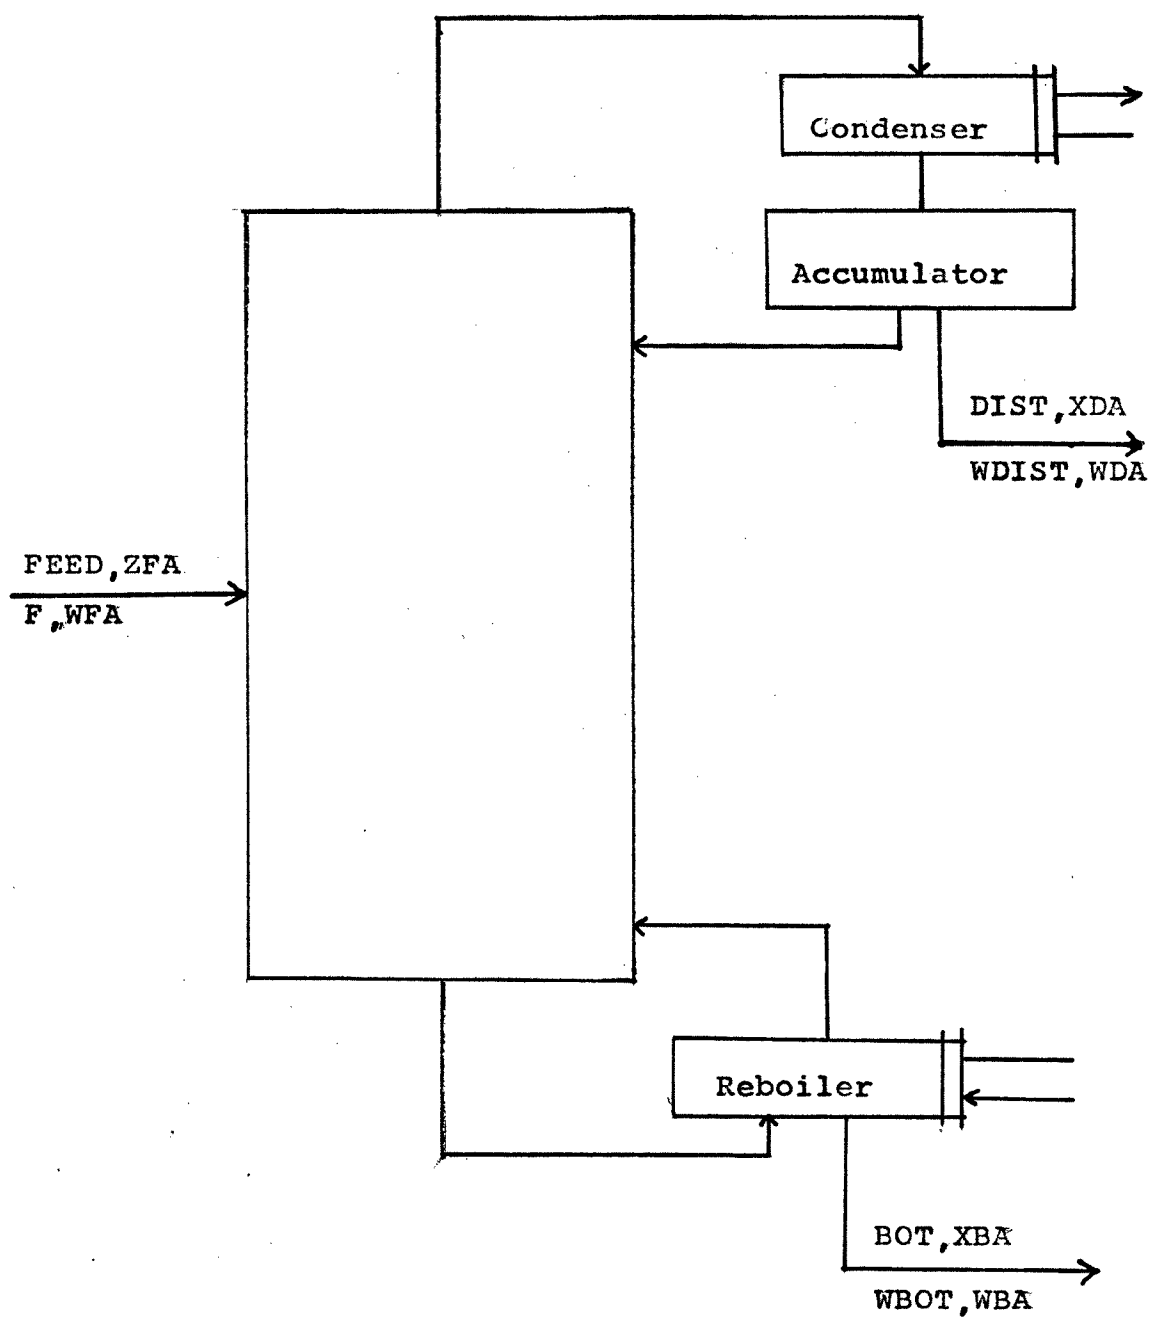 Condenser
Accumulator
DIST,XDA
WDIST,WDA
FEED,ZFA
F,WFA
Reboiler
BOT,XBA
WBOT,WBA